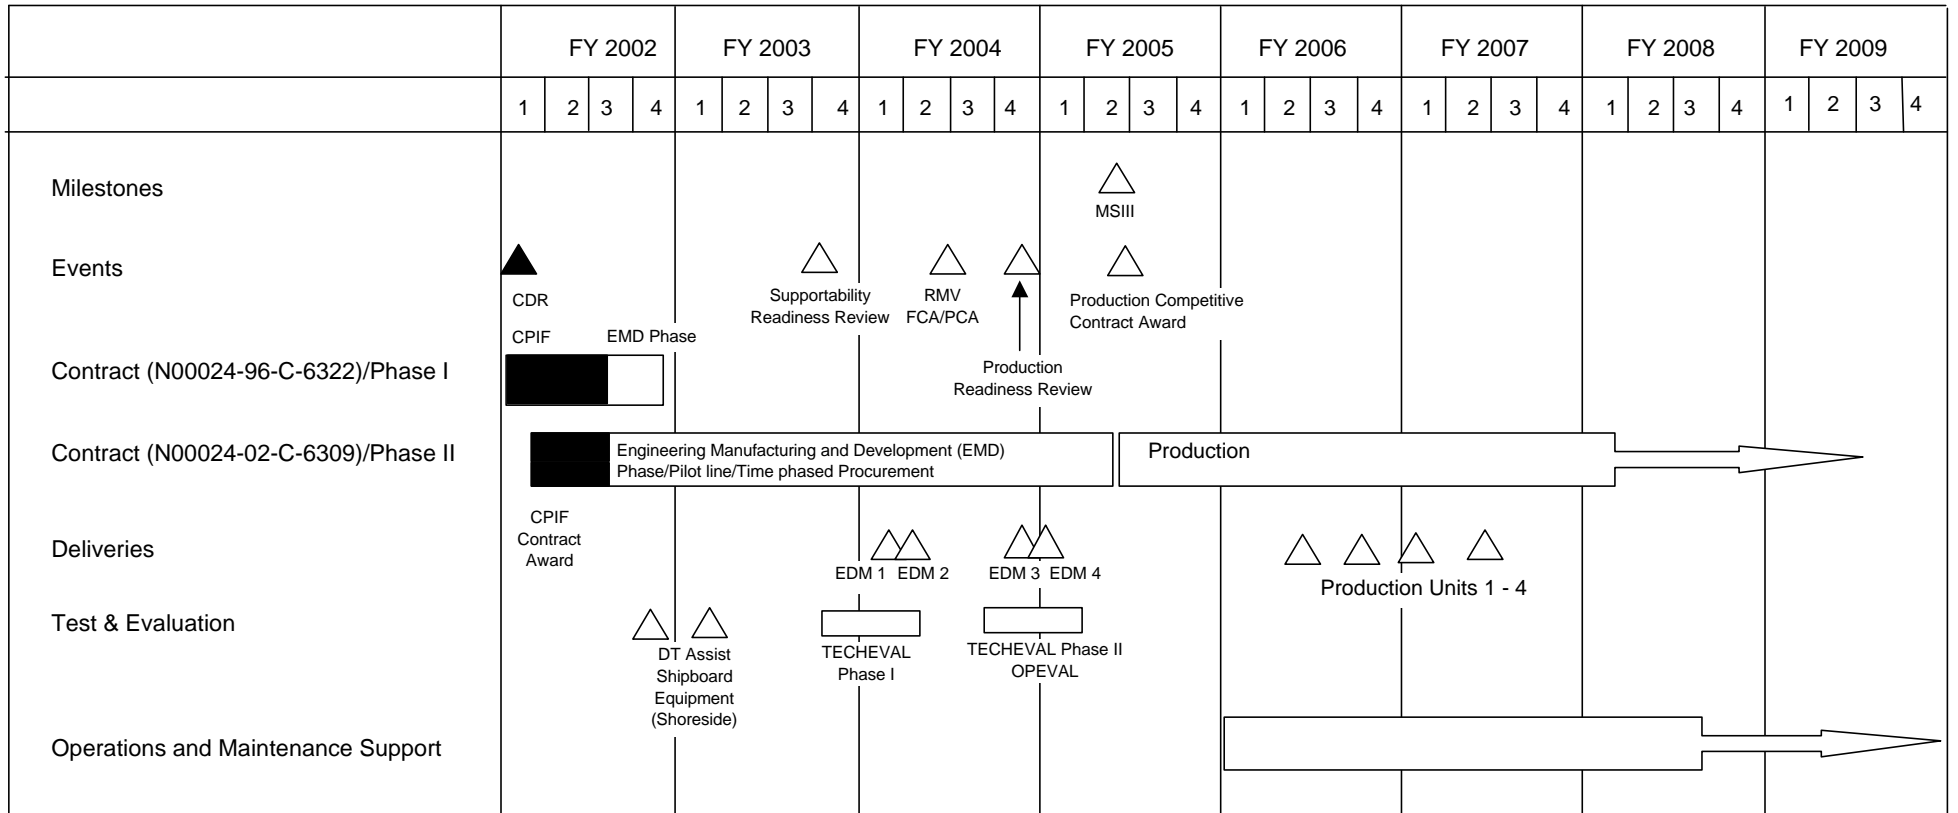 FY 2002 FY 2003 FY 2004 FY 2005 FY 2006 FY 2007 FY 2008 FY 2009
1 2 3 4 1 2 3 4 1 2 3 4 1 2 3 4 1 2 3 4 1 2 3 4 1 2 3 4 1 2 3 4
Milestones
MSIII
Events
CDR
Supportability
Readiness Review
RMV
FCA/PCA
Production Competitive
Contract Award
CPIF
EMD Phase
Contract (N00024-96-C-6322)/Phase I
Production
Readiness Review
Contract (N00024-02-C-6309)/Phase II
Engineering Manufacturing and Development (EMD)
Phase/Pilot line/Time phased Procurement
Production
CPIF
Contract
Award
Deliveries
EDM 1 EDM 2
EDM 3 EDM 4
Production Units 1 - 4
Test & Evaluation
DT Assist
Shipboard
Equipment
(Shoreside)
TECHEVAL
Phase I
TECHEVAL Phase II
OPEVAL
Operations and Maintenance Support